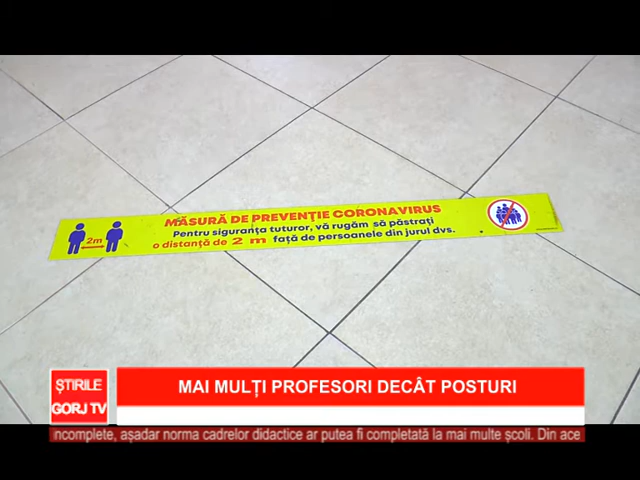 MĂSURĂ DE PREVENȚIE CORONAVIRUS
Pentru siguranța tuturor, vă rugăm să păstrați
o distanță de 2 m față de persoanele din jurul dvs.
2m
ȘTIRILE
GORJ TV
MAI MULȚI PROFESORI DECÂT POSTURI
incomplete, așadar norma cadrelor didactice ar putea fi completată la mai multe școli. Din ace